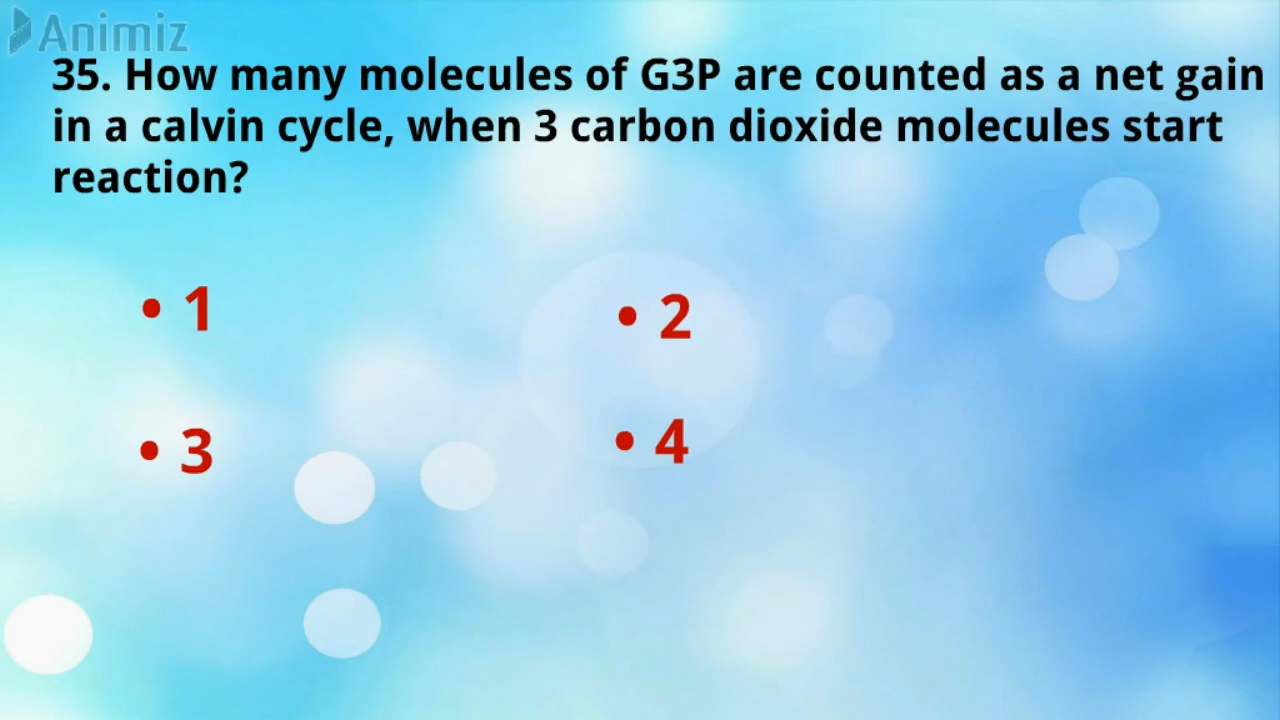 Animiz
35. How many molecules of G3P are counted as a net gain
in a calvin cycle, when 3 carbon dioxide molecules start
reaction?
• 1
• 2
• 3
• 4